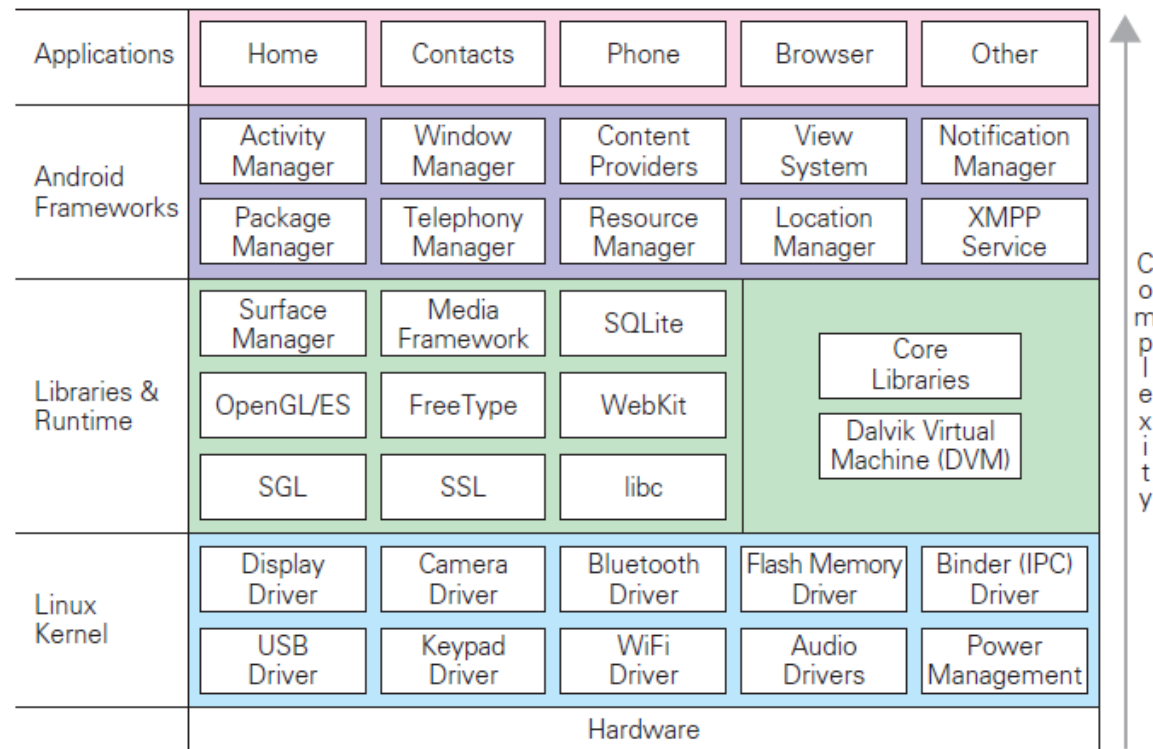 Applications
Home
Contacts
Phone
Browser
Other
Android
Frameworks
Activity
Manager
Window
Manager
Content
Providers
View
System
Notification
Manager
Package
Manager
Telephony
Manager
Resource
Manager
Location
Manager
XMPP
Service
Libraries &
Runtime
Surface
Manager
Media
Framework
SQLite
OpenGL/ES
FreeType
WebKit
SGL
SSL
libc
Core
Libraries
Dalvik Virtual
Machine (DVM)
Linux
Kernel
Display
Driver
Camera
Driver
Bluetooth
Driver
Flash Memory
Driver
Binder (IPC)
Driver
USB
Driver
Keypad
Driver
WiFi
Driver
Audio
Drivers
Power
Management
Hardware
Complexity